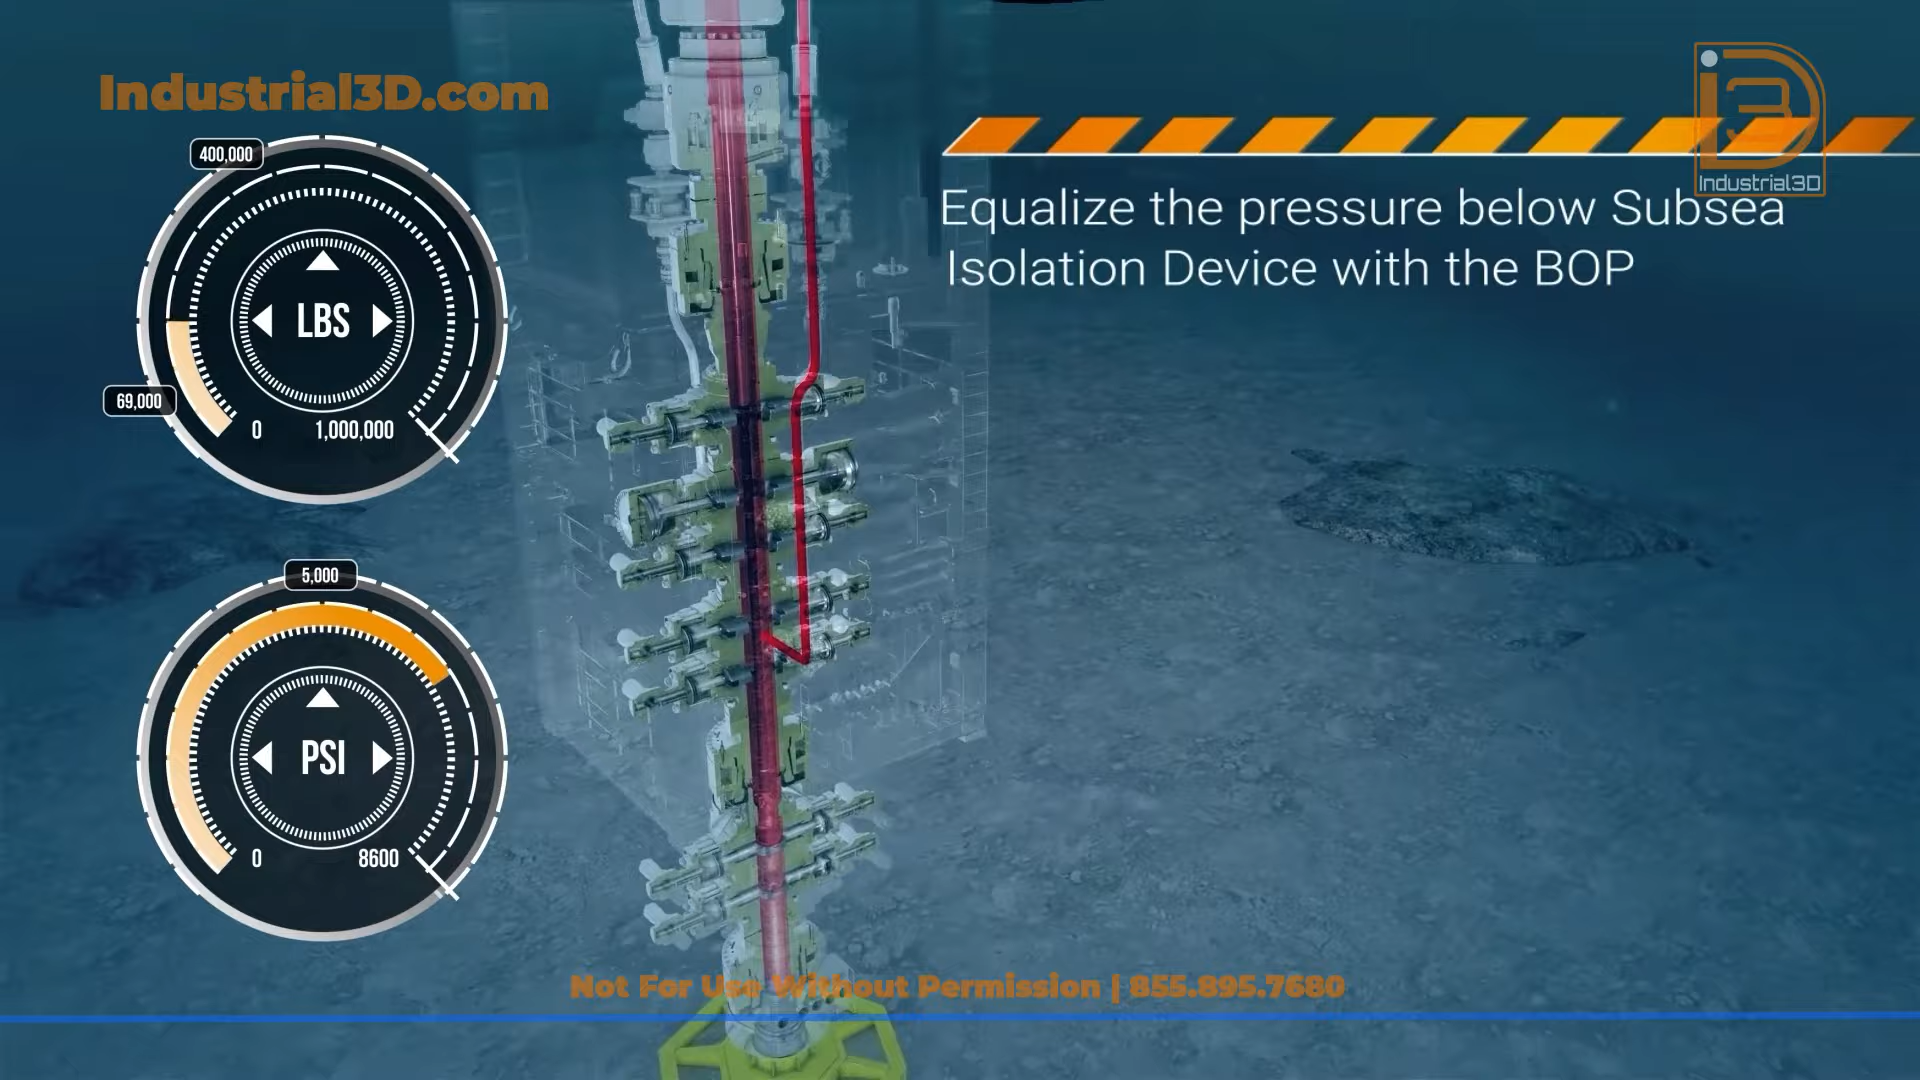 Industrial3D.com
Industrial3D
Equalize the pressure below Subsea
Isolation Device with the BOP
400,000
LBS
69,000
0
1,000,000
5,000
PSI
0
8600
Not For Use Without Permission | 855.895.7680